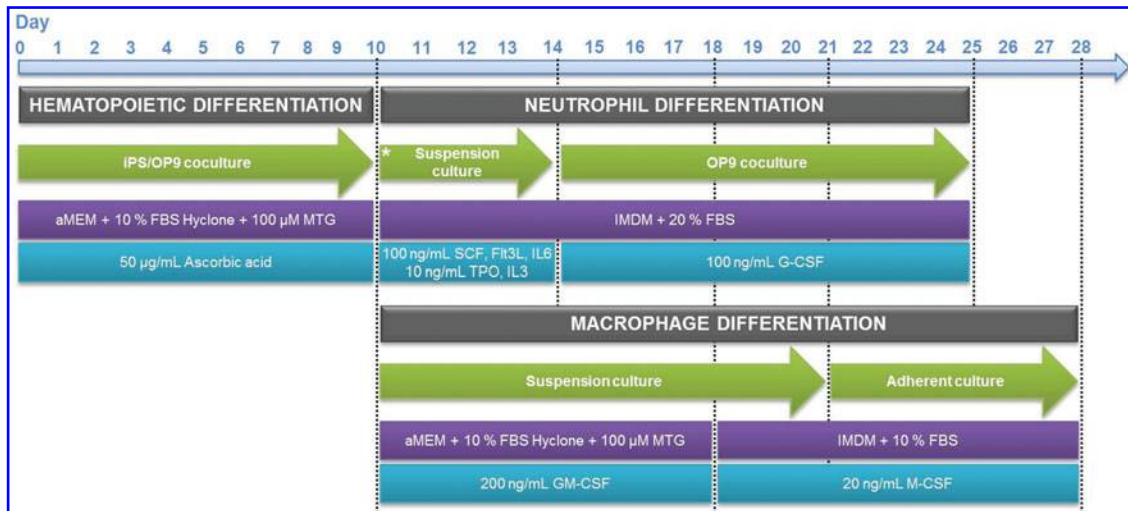 Day
0 1 2 3 4 5 6 7 8 9 10 11 12 13 14 15 16 17 18 19 20 21 22 23 24 25 26 27 28
HEMATOPOIETIC DIFFERENTIATION
NEUTROPHIL DIFFERENTIATION
iPS/OP9 coculture
* Suspension
culture
OP9 coculture
aMEM + 10 % FBS Hyclone + 100 µM MTG
IMDM + 20 % FBS
50 µg/mL Ascorbic acid
100 ng/mL SCF, Flt3L, IL6
10 ng/mL TPO, IL3
100 ng/mL G-CSF
MACROPHAGE DIFFERENTIATION
Suspension culture
Adherent culture
aMEM + 10 % FBS Hyclone + 100 µM MTG
IMDM + 10 % FBS
200 ng/mL GM-CSF
20 ng/mL M-CSF